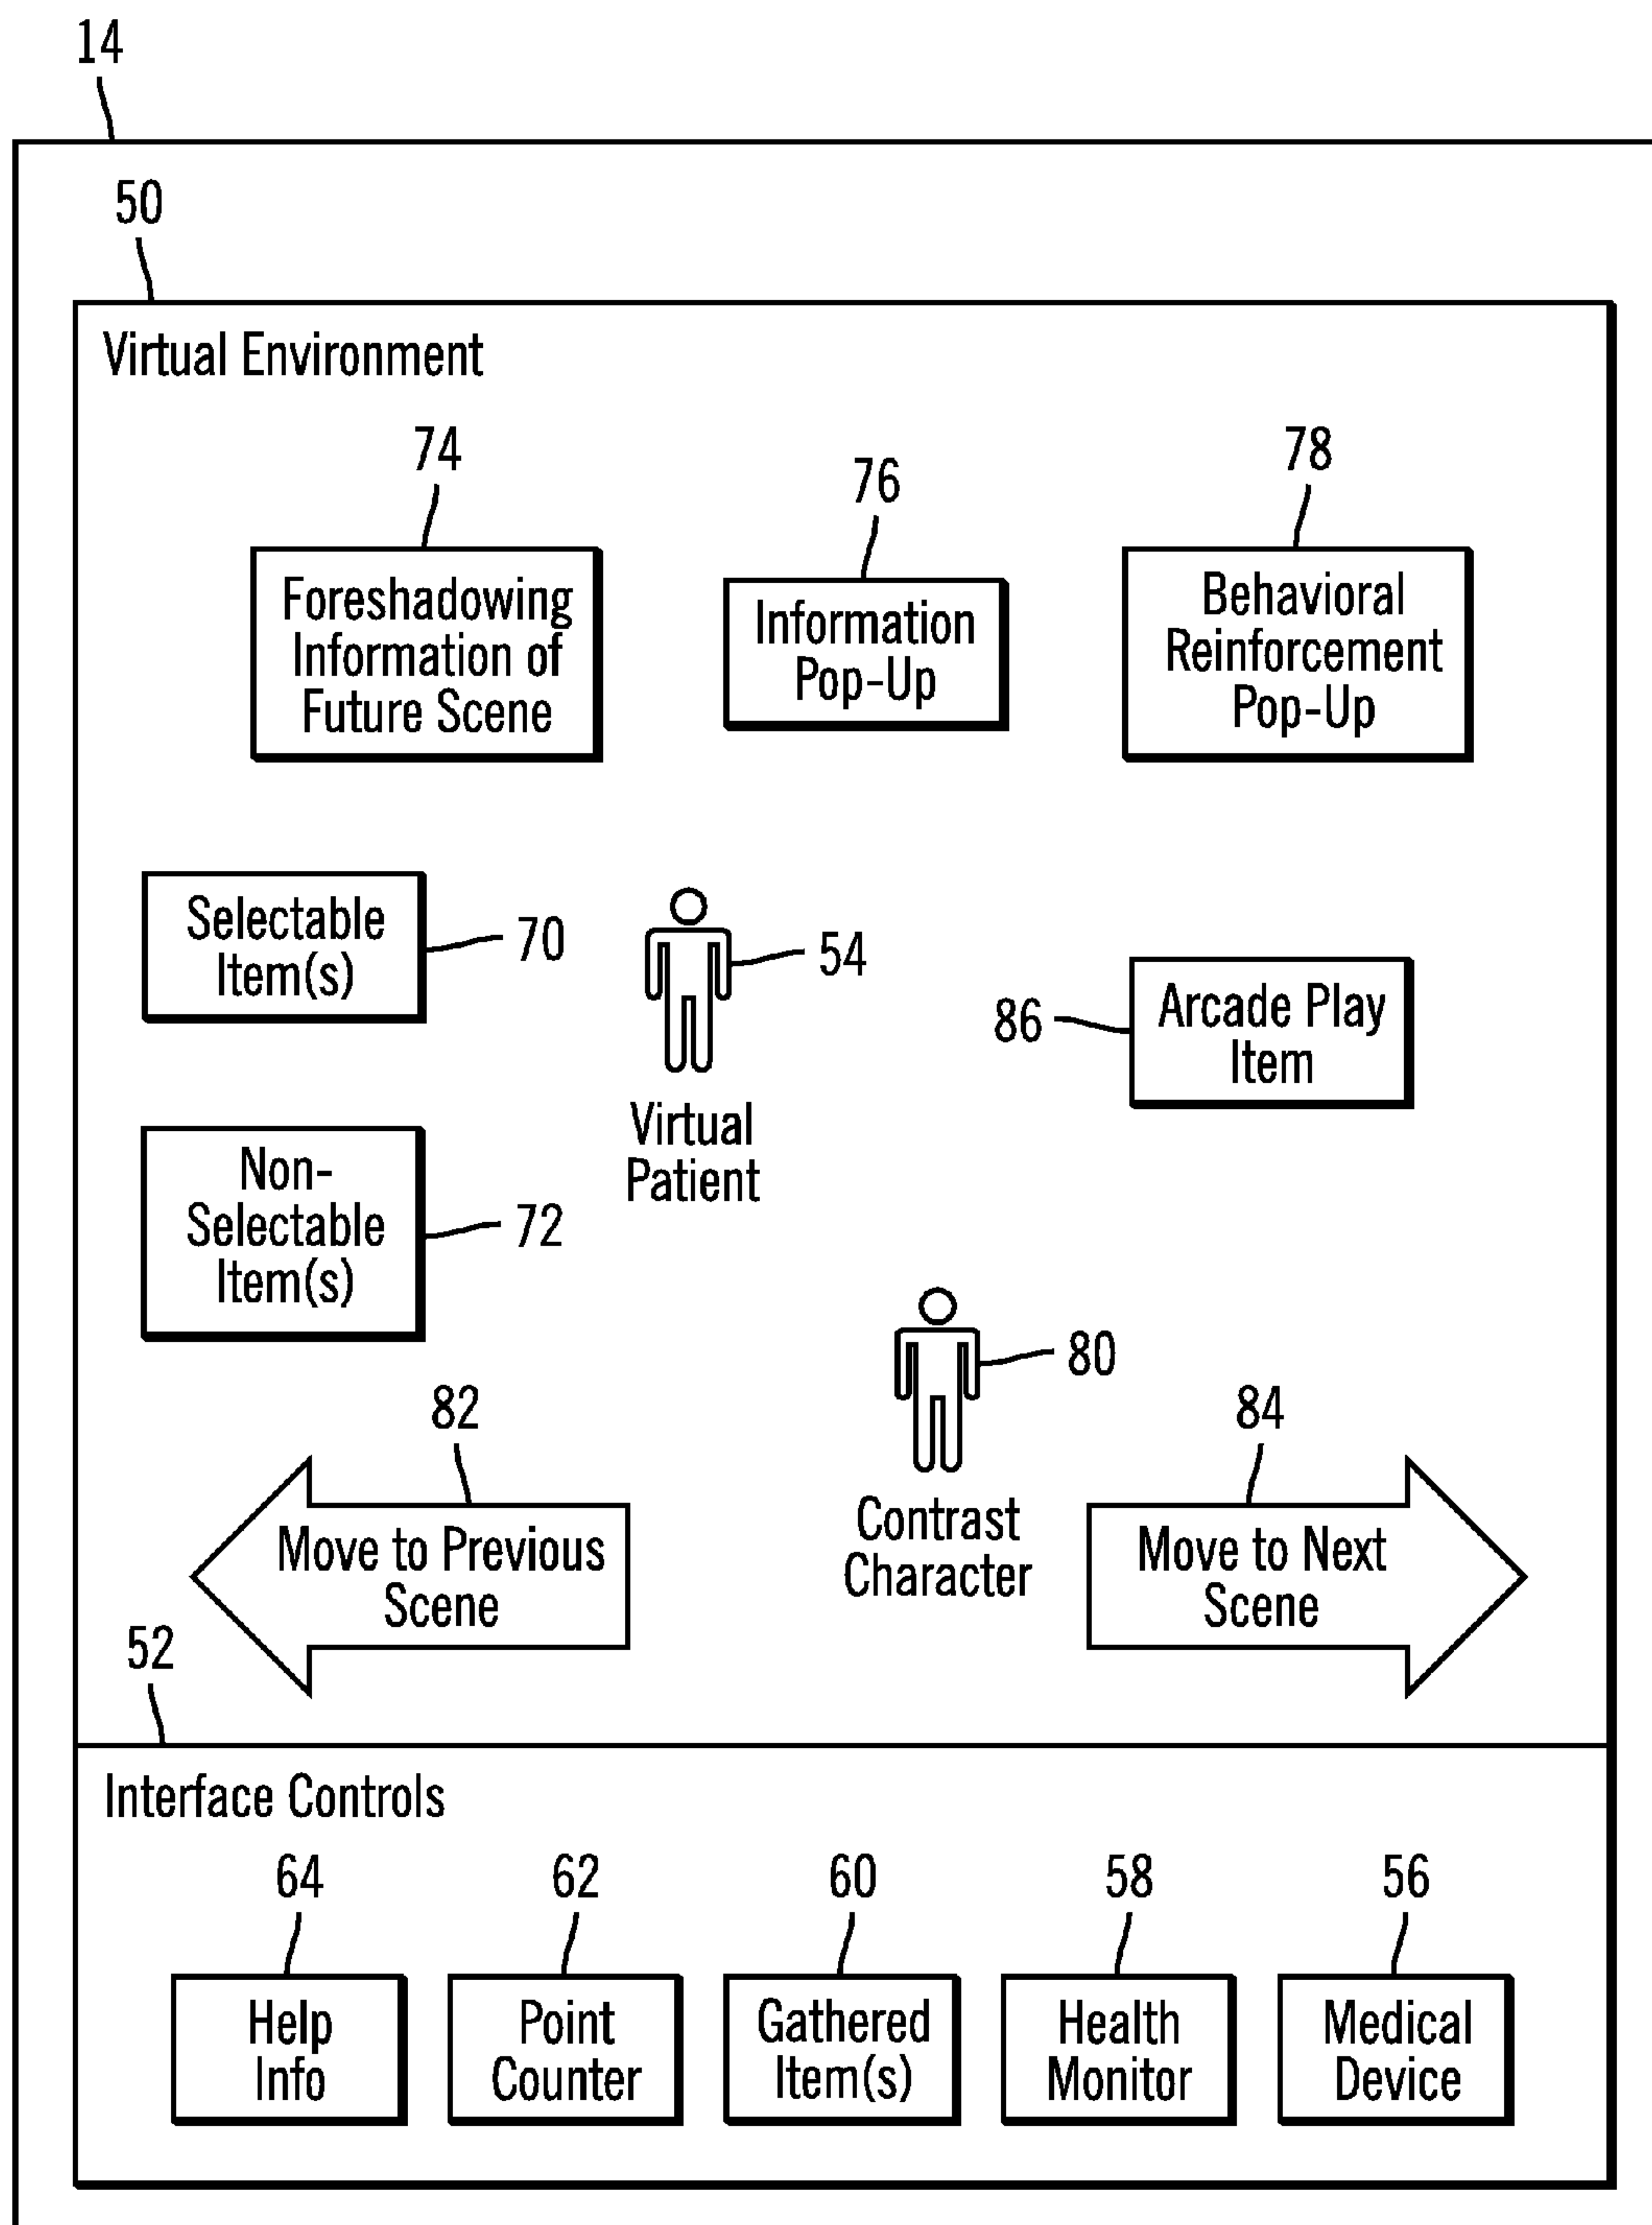 14
50
Virtual Environment
74
76
78
Foreshadowing
Information of
Future Scene
Information
Pop-Up
Behavioral
Reinforcement
Pop-Up
Selectable
Item(s)
70
54
86
Arcade Play
Item
Virtual
Patient
Non-
Selectable
Item(s)
72
80
82
84
Contrast
Character
Move to Previous
Scene
Move to Next
Scene
52
Interface Controls
64
62
60
58
56
Help
Info
Point
Counter
Gathered
Item(s)
Health
Monitor
Medical
Device